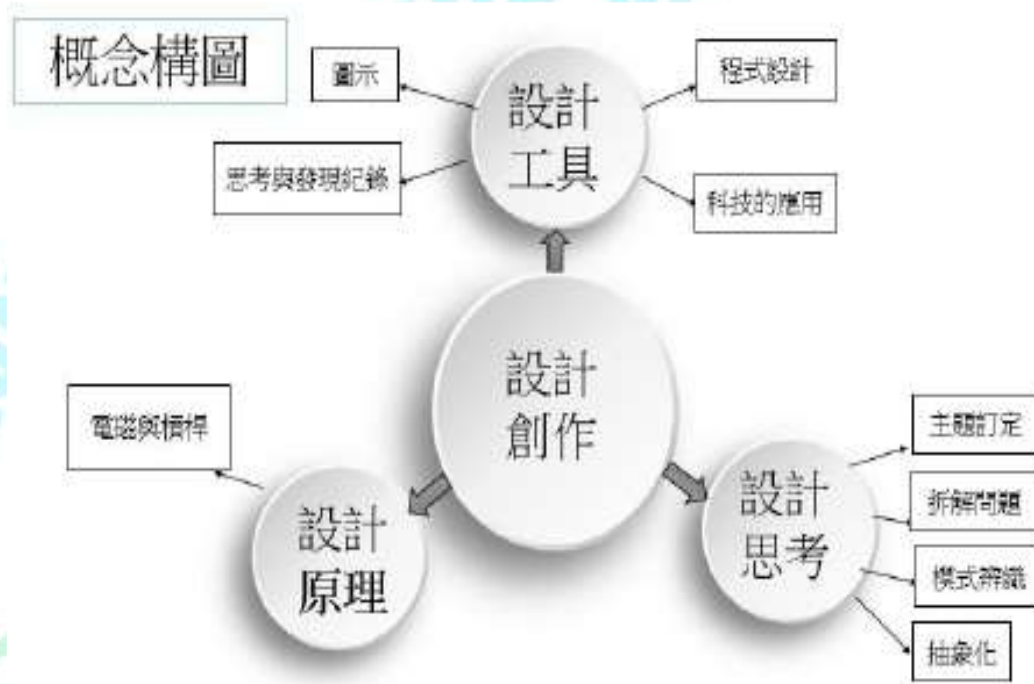 概念構圖
圖示
程式設計
設計
工具
思考與發現紀錄
科技的應用
設計
創作
電磁與槓桿
設計
原理
設計
思考
主題訂定
拆解問題
模式辨識
抽象化